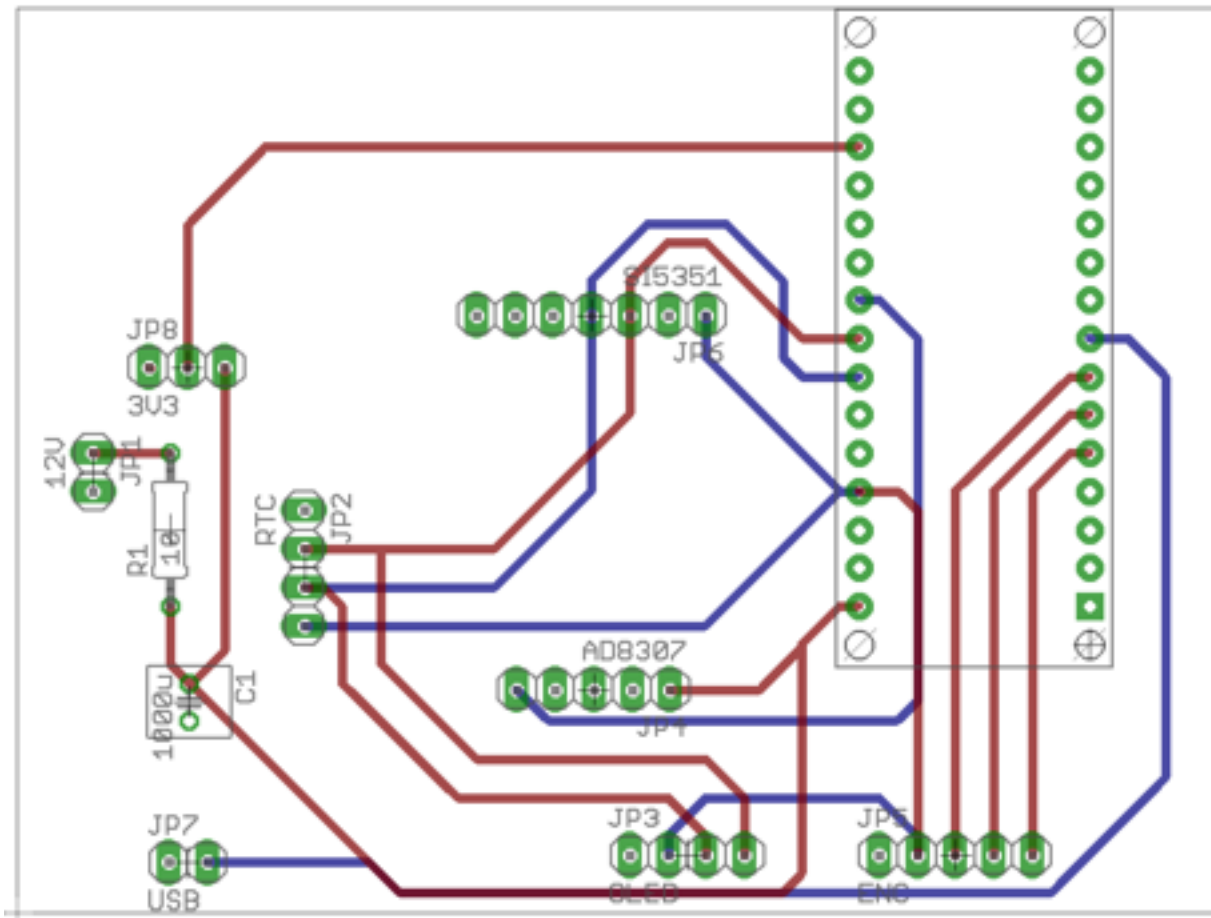 SI5351
JP6
JP8
3V3
12V
JP1
R1
10
RTC
JP2
AD8307
JP4
1000u
C1
JP7
USB
JP3
OLED
JP5
ENC